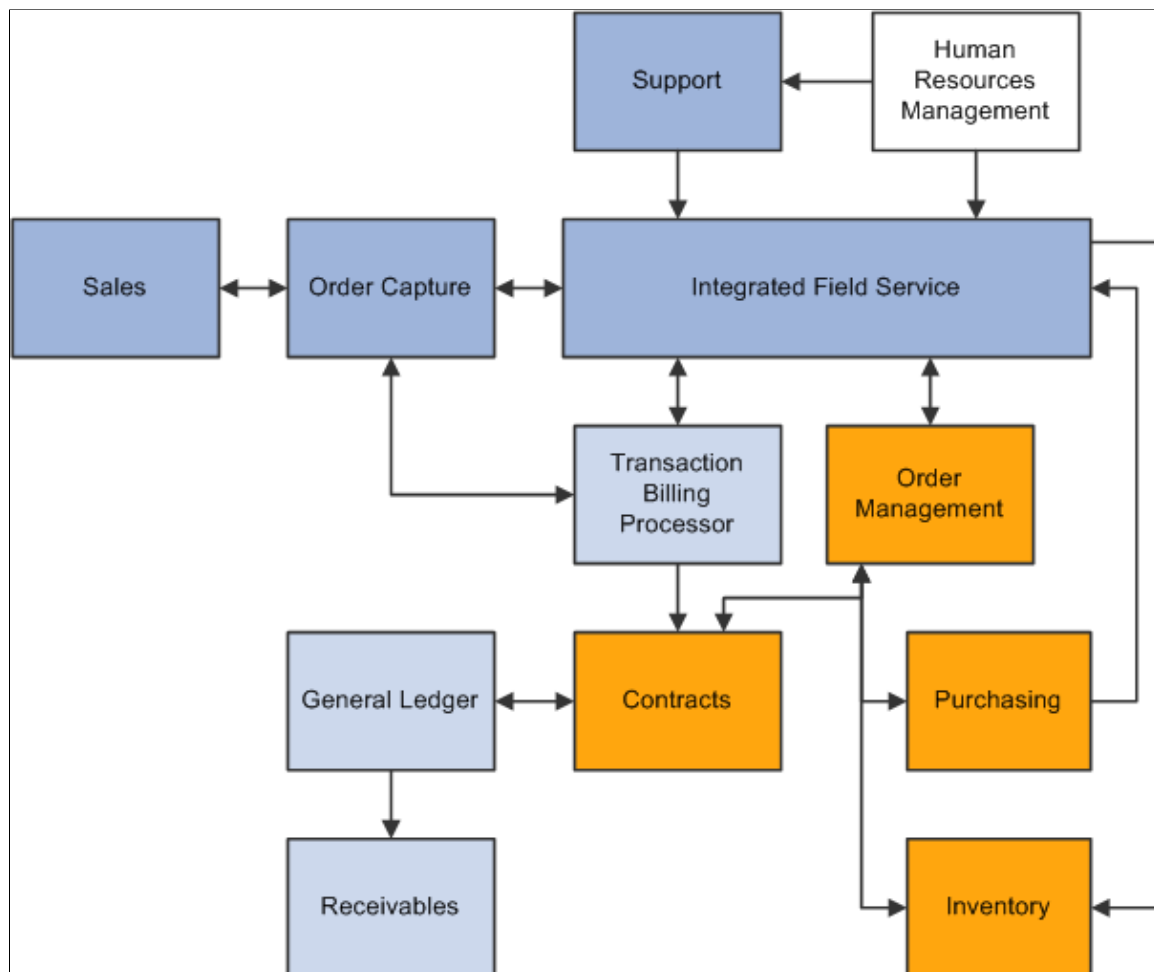 Support
Human
Resources
Management
Sales
Order Capture
Integrated Field Service
Transaction
Billing
Processor
Order
Management
General Ledger
Contracts
Purchasing
Receivables
Inventory